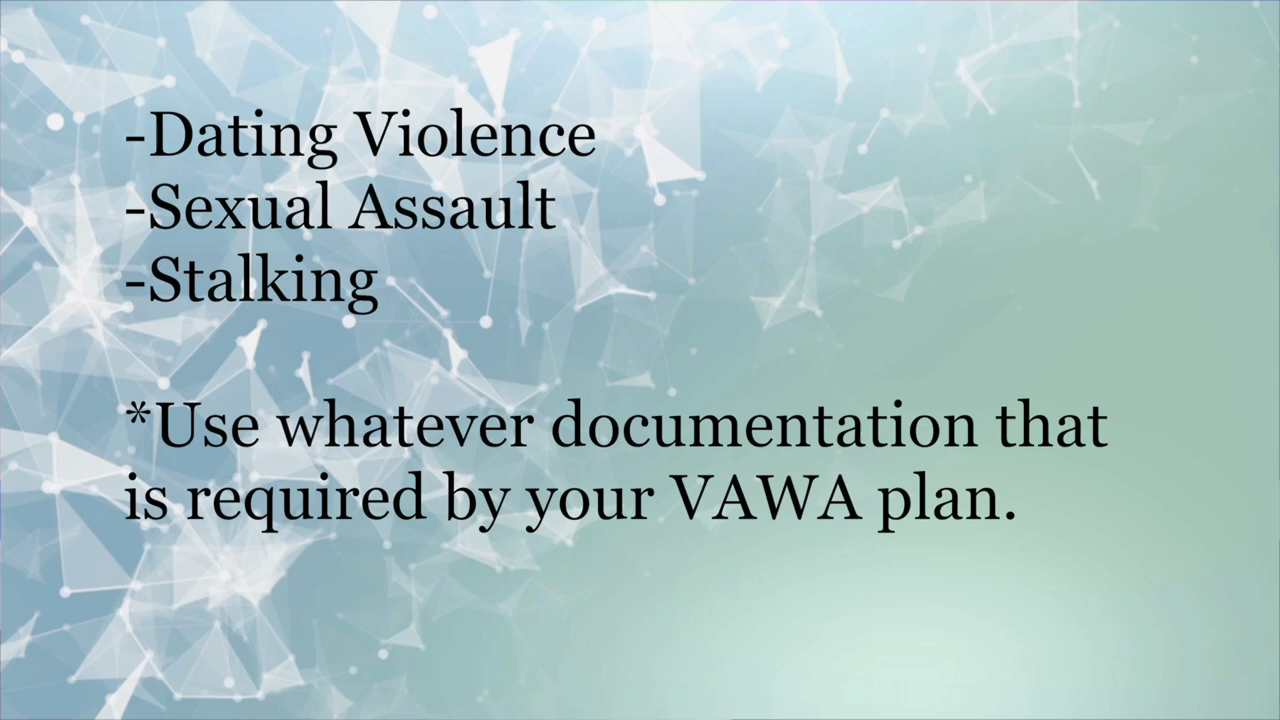 -Dating Violence
-Sexual Assault
-Stalking
*Use whatever documentation that
is required by your VAWA plan.